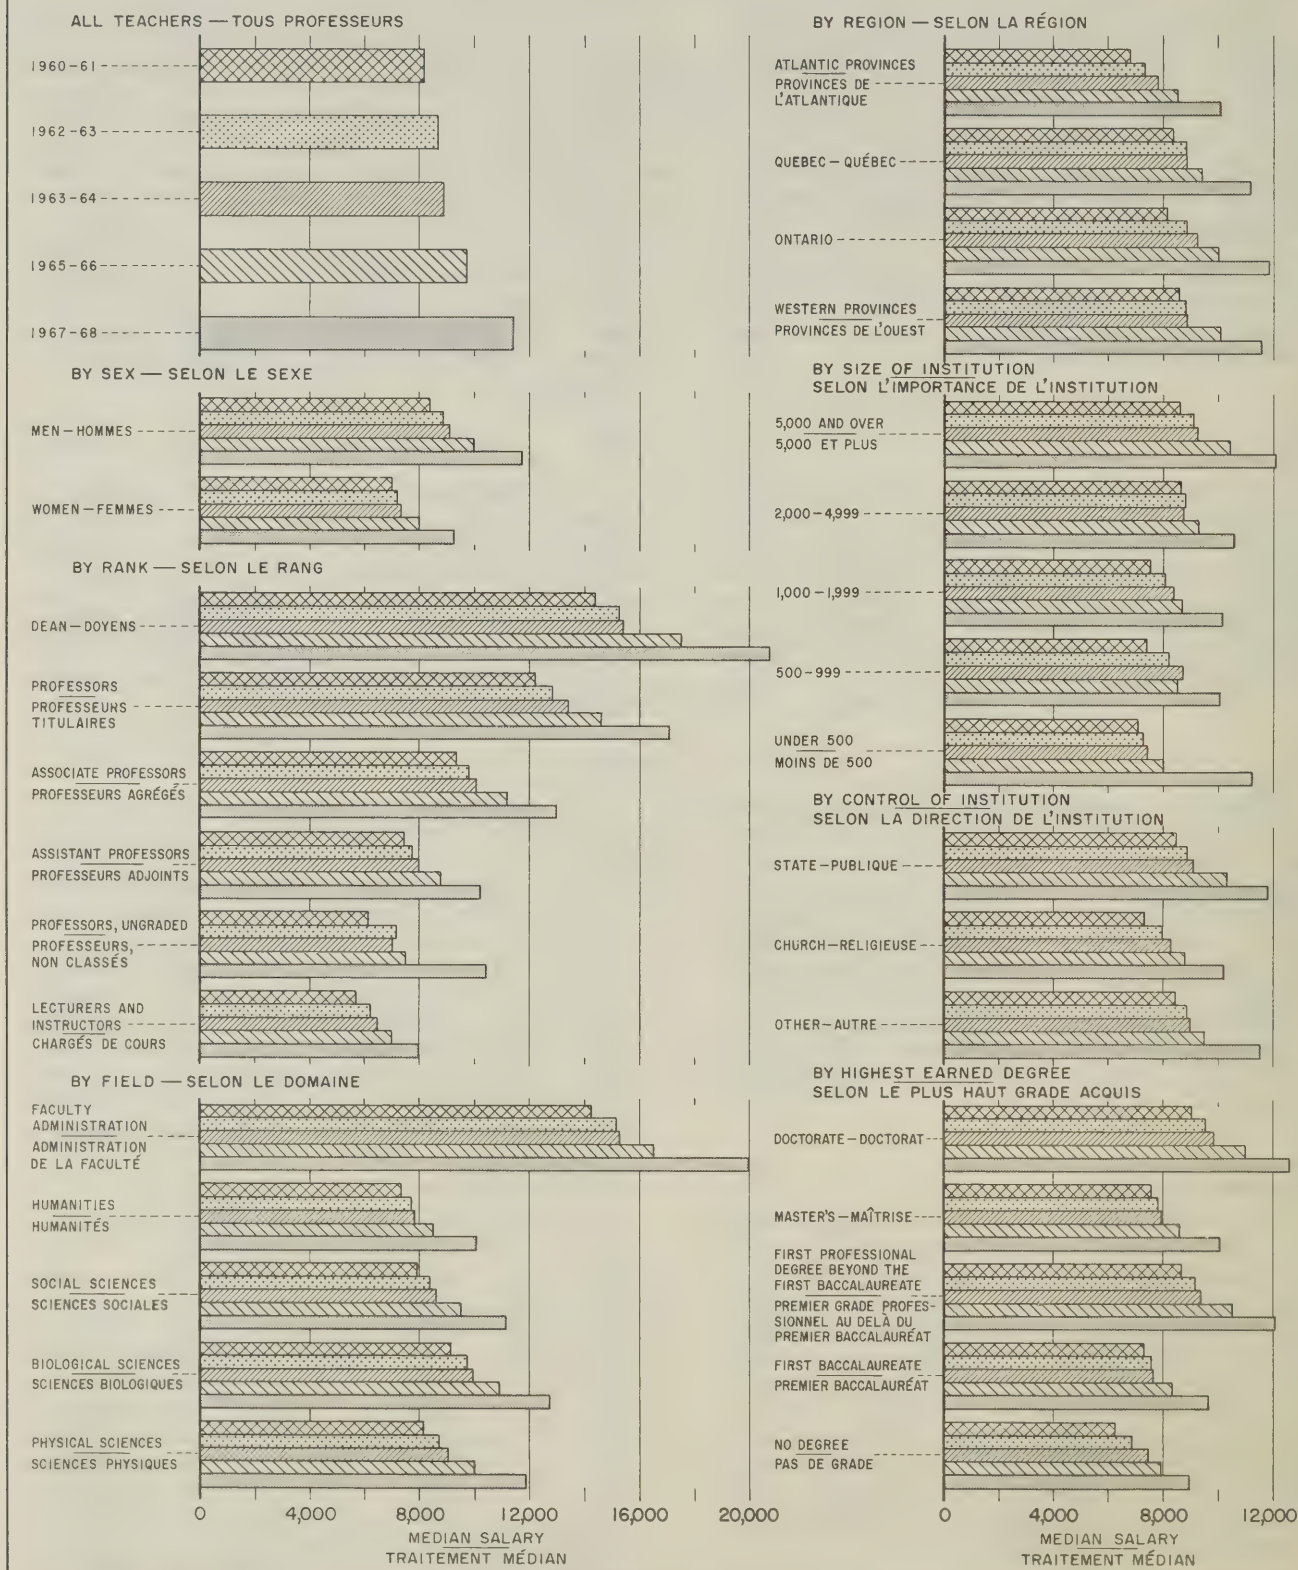 ALL TEACHERS — TOUS PROFESSEURS
1960-61
1962-63
1963-64
1965-66
1967-68
BY SEX — SELON LE SEXE
MEN-HOMMES
WOMEN-FEMMES
BY RANK — SELON LE RANG
DEAN-DOYENS
PROFESSORS
PROFESSEURS
TITULAIRES
ASSOCIATE PROFESSORS
PROFESSEURS AGRÉGÉS
ASSISTANT PROFESSORS
PROFESSEURS ADJOINTS
PROFESSORS, UNGRADED
PROFESSEURS,
NON CLASSÉS
LECTURERS AND
INSTRUCTORS
CHARGÉS DE COURS
BY FIELD — SELON LE DOMAINE
FACULTY
ADMINISTRATION
ADMINISTRATION
DE LA FACULTÉ
HUMANITIES
HUMANITÉS
SOCIAL SCIENCES
SCIENCES SOCIALES
BIOLOGICAL SCIENCES
SCIENCES BIOLOGIQUES
PHYSICAL SCIENCES
SCIENCES PHYSIQUES
0 4,000 8,000 12,000 16,000 20,000
MEDIAN SALARY
TRAITEMENT MÉDIAN
BY REGION — SELON LA RÉGION
ATLANTIC PROVINCES
PROVINCES DE
L'ATLANTIQUE
QUEBEC-QUÉBEC
ONTARIO
WESTERN PROVINCES
PROVINCES DE L'OUEST
BY SIZE OF INSTITUTION
SELON L'IMPORTANCE DE L'INSTITUTION
5,000 AND OVER
5,000 ET PLUS
2,000-4,999
1,000-1,999
500-999
UNDER 500
MOINS DE 500
BY CONTROL OF INSTITUTION
SELON LA DIRECTION DE L'INSTITUTION
STATE-PUBLIQUE
CHURCH-RELIGIEUSE
OTHER-AUTRE
BY HIGHEST EARNED DEGREE
SELON LE PLUS HAUT GRADE ACQUIS
DOCTORATE-DOCTORAT
MASTER'S-MAÎTRISE
FIRST PROFESSIONAL
DEGREE BEYOND THE
FIRST BACCALAUREATE
PREMIER GRADE PROFES-
SIONNEL AU DELÀ DU
PREMIER BACCALAURÉAT
FIRST BACCALAUREATE
PREMIER BACCALAURÉAT
NO DEGREE
PAS DE GRADE
0 4,000 8,000 12,000
MEDIAN SALARY
TRAITEMENT MÉDIAN